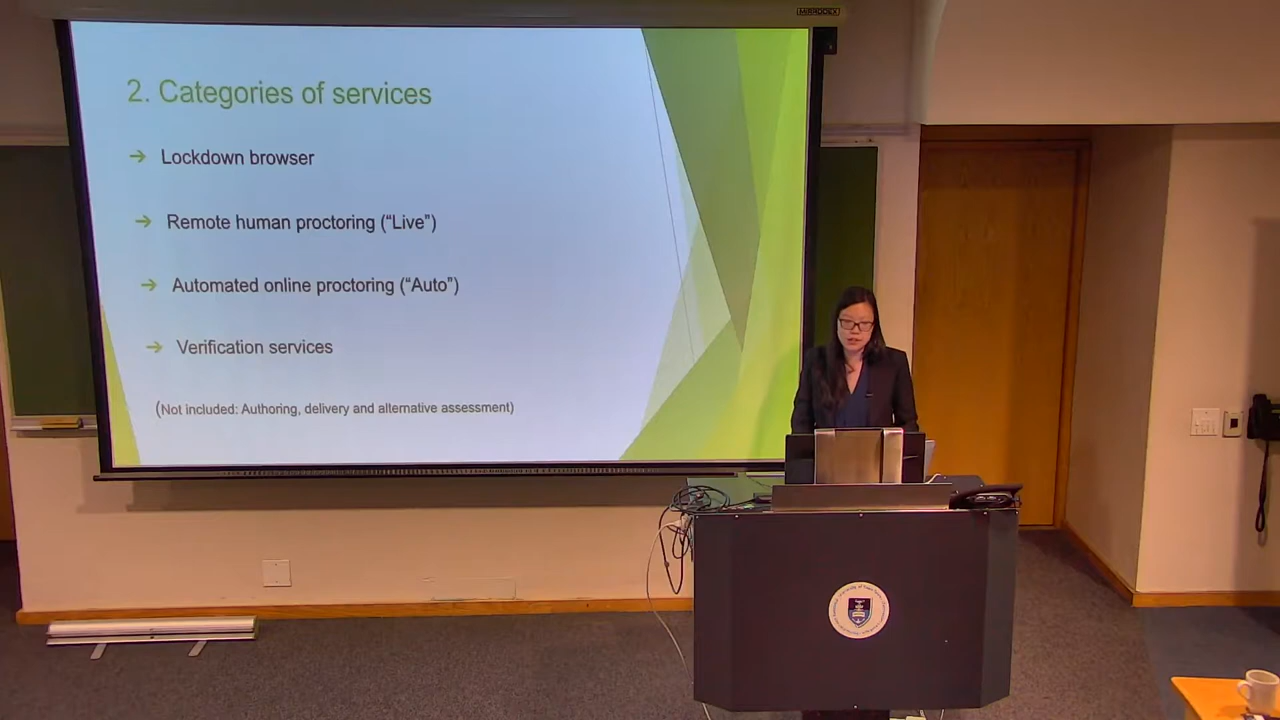 MIRRODEX
2. Categories of services
➔ Lockdown browser
➔ Remote human proctoring (“Live”)
➔ Automated online proctoring (“Auto”)
➔ Verification services
(Not included: Authoring, delivery and alternative assessment)